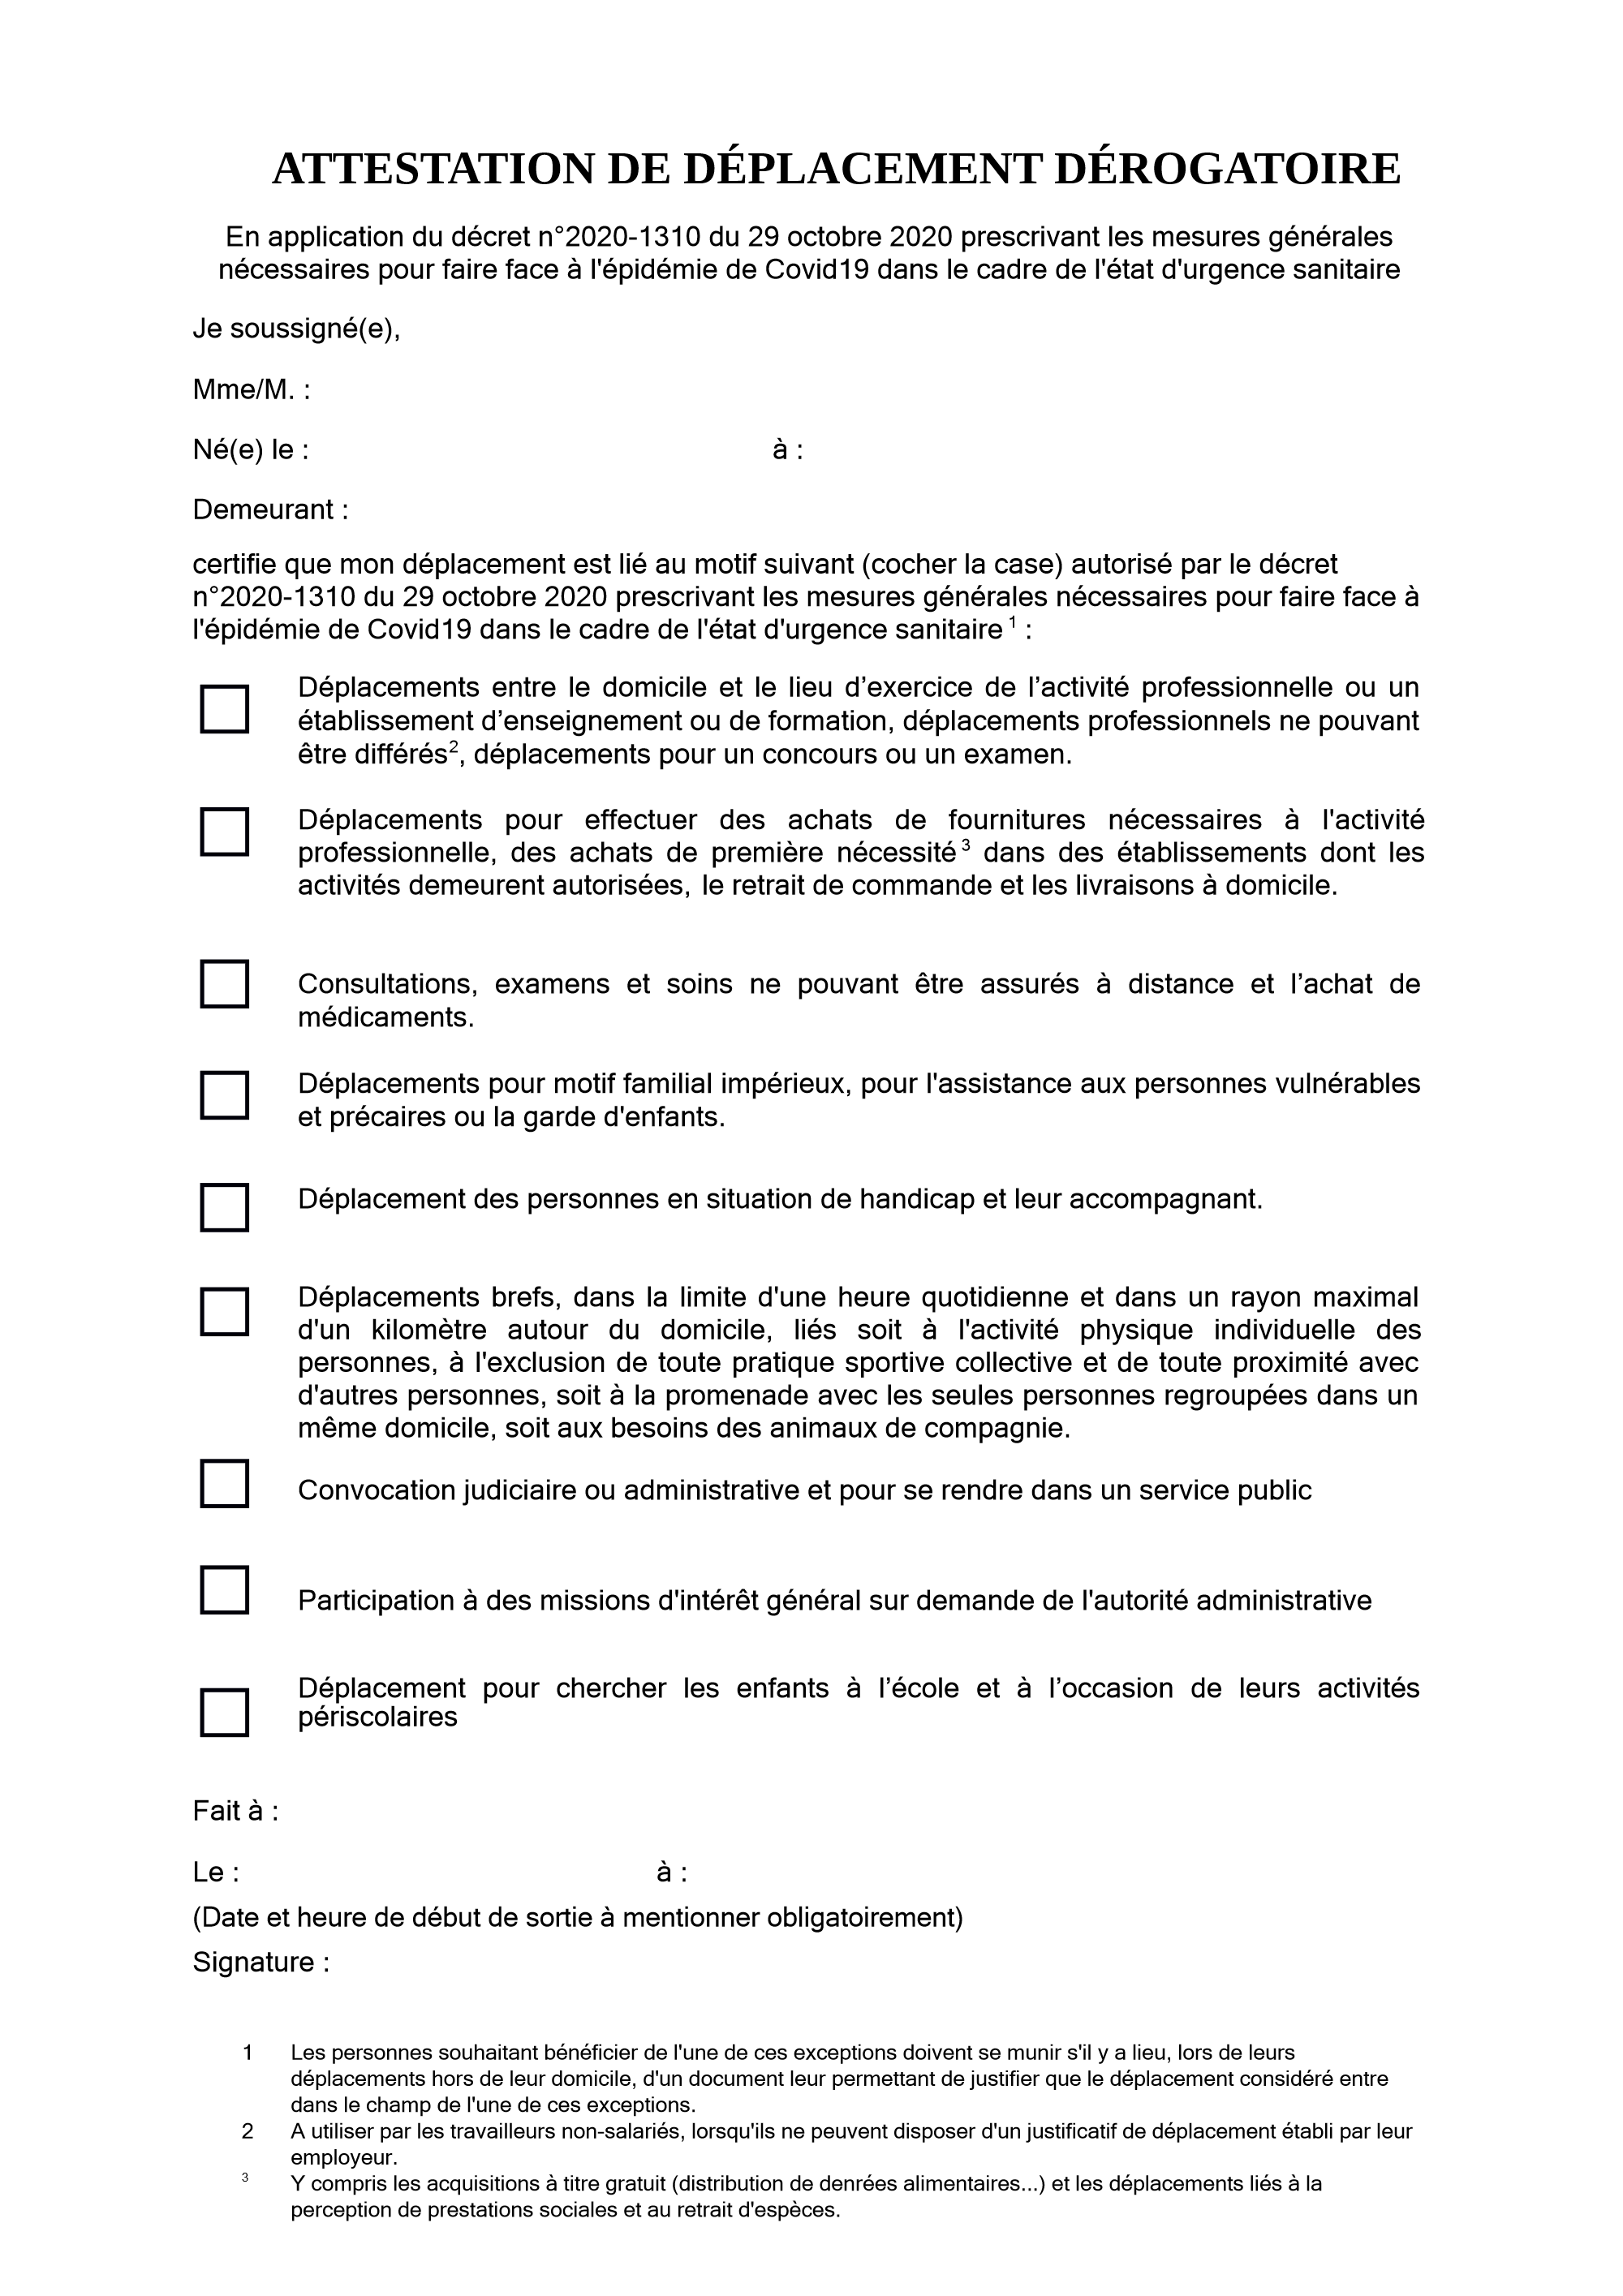 ATTESTATION DE DÉPLACEMENT DÉROGATOIRE
En application du décret n°2020-1310 du 29 octobre 2020 prescrivant les mesures générales
nécessaires pour faire face à l'épidémie de Covid19 dans le cadre de l'état d'urgence sanitaire
Je soussigné(e),
Mme/M. :
Né(e) le : à :
Demeurant :
certifie que mon déplacement est lié au motif suivant (cocher la case) autorisé par le décret
n°2020-1310 du 29 octobre 2020 prescrivant les mesures générales nécessaires pour faire face à
l'épidémie de Covid19 dans le cadre de l'état d'urgence sanitaire 1 :
Déplacements entre le domicile et le lieu d’exercice de l’activité professionnelle ou un
établissement d’enseignement ou de formation, déplacements professionnels ne pouvant
être différés2, déplacements pour un concours ou un examen.
Déplacements pour effectuer des achats de fournitures nécessaires à l'activité
professionnelle, des achats de première nécessité 3 dans des établissements dont les
activités demeurent autorisées, le retrait de commande et les livraisons à domicile.
Consultations, examens et soins ne pouvant être assurés à distance et l’achat de
médicaments.
Déplacements pour motif familial impérieux, pour l'assistance aux personnes vulnérables
et précaires ou la garde d'enfants.
Déplacement des personnes en situation de handicap et leur accompagnant.
Déplacements brefs, dans la limite d'une heure quotidienne et dans un rayon maximal
d'un kilomètre autour du domicile, liés soit à l'activité physique individuelle des
personnes, à l'exclusion de toute pratique sportive collective et de toute proximité avec
d'autres personnes, soit à la promenade avec les seules personnes regroupées dans un
même domicile, soit aux besoins des animaux de compagnie.
Convocation judiciaire ou administrative et pour se rendre dans un service public
Participation à des missions d'intérêt général sur demande de l'autorité administrative
Déplacement pour chercher les enfants à l’école et à l’occasion de leurs activités
périscolaires
Fait à :
Le : à :
(Date et heure de début de sortie à mentionner obligatoirement)
Signature :
1 Les personnes souhaitant bénéficier de l'une de ces exceptions doivent se munir s'il y a lieu, lors de leurs
déplacements hors de leur domicile, d'un document leur permettant de justifier que le déplacement considéré entre
dans le champ de l'une de ces exceptions.
2 A utiliser par les travailleurs non-salariés, lorsqu'ils ne peuvent disposer d'un justificatif de déplacement établi par leur
employeur.
3 Y compris les acquisitions à titre gratuit (distribution de denrées alimentaires...) et les déplacements liés à la
perception de prestations sociales et au retrait d'espèces.